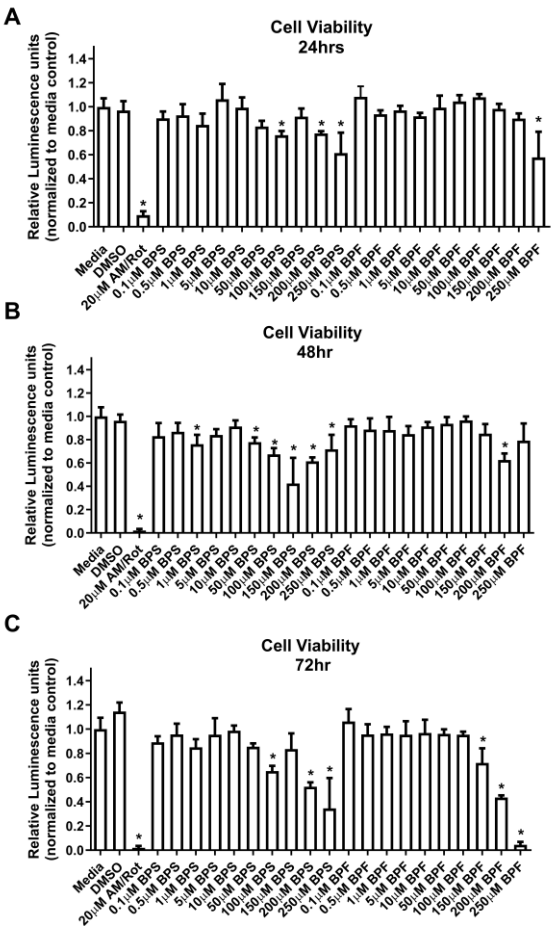 A
Cell Viability
24hrs
Relative Luminescence units
(normalized to media control)
1.4
1.2
1.0
0.8
0.6
0.4
0.2
0.0
* * * * *
Media
DMSO
20μM AM/Rot
0.1μM BPS
0.5μM BPS
1μM BPS
5μM BPS
10μM BPS
50μM BPS
100μM BPS
150μM BPS
200μM BPS
250μM BPS
0.1μM BPF
0.5μM BPF
1μM BPF
5μM BPF
10μM BPF
50μM BPF
100μM BPF
150μM BPF
200μM BPF
250μM BPF
B
Cell Viability
48hr
Relative Luminescence units
(normalized to media control)
1.4
1.2
1.0
0.8
0.6
0.4
0.2
0.0
* * * * * * * *
Media
DMSO
20μM AM/Rot
0.1μM BPS
0.5μM BPS
1μM BPS
5μM BPS
10μM BPS
50μM BPS
100μM BPS
150μM BPS
200μM BPS
250μM BPS
0.1μM BPF
0.5μM BPF
1μM BPF
5μM BPF
10μM BPF
50μM BPF
100μM BPF
150μM BPF
200μM BPF
250μM BPF
C
Cell Viability
72hr
Relative Luminescence units
(normalized to media control)
1.4
1.2
1.0
0.8
0.6
0.4
0.2
0.0
* * * * * * *
Media
DMSO
20μM AM/Rot
0.1μM BPS
0.5μM BPS
1μM BPS
5μM BPS
10μM BPS
50μM BPS
100μM BPS
150μM BPS
200μM BPS
250μM BPS
0.1μM BPF
0.5μM BPF
1μM BPF
5μM BPF
10μM BPF
50μM BPF
100μM BPF
150μM BPF
200μM BPF
250μM BPF